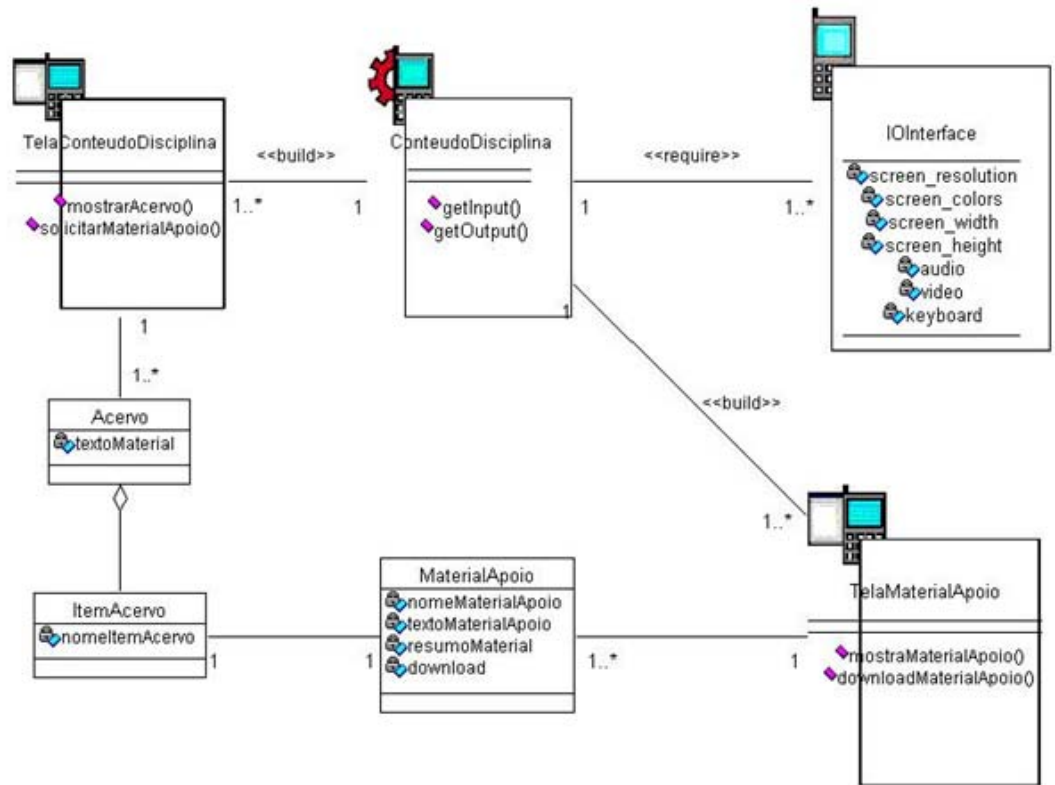 TelaConteudoDisciplina
mostrarAcervo()
solicitarMaterialApoio()
<<build>>
1..*
1
ConteudoDisciplina
getInput()
getOutput()
1
<<require>>
1
1..*
IOInterface
screen_resolution
screen_colors
screen_width
screen_height
audio
video
keyboard
1
1..*
Acervo
textoMaterial
<<build>>
1..*
ItemAcervo
nomeItemAcervo
1
1
MaterialApoio
nomeMaterialApoio
textoMaterialApoio
resumoMaterial
download
1..*
1
TelaMaterialApoio
mostraMaterialApoio()
downloadMaterialApoio()